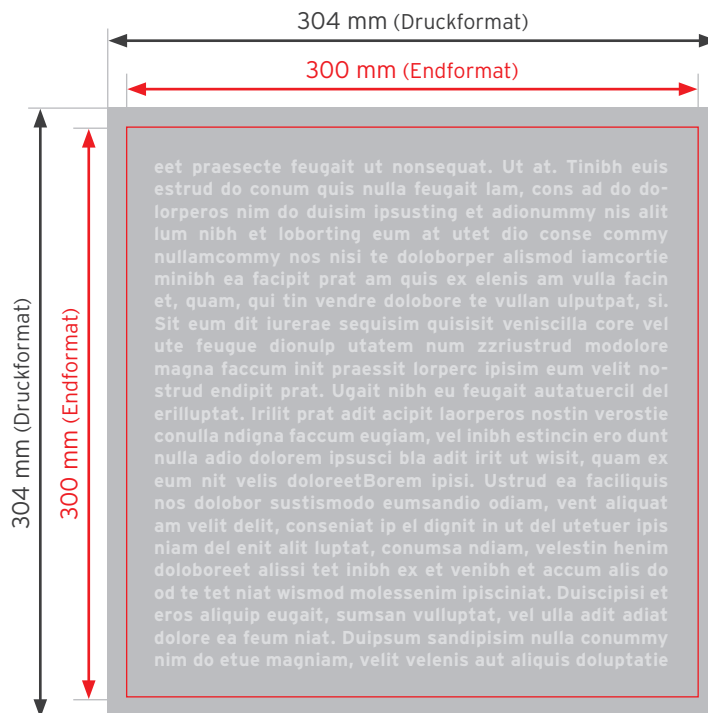 304 mm (Druckformat)
300 mm (Endformat)
304 mm (Druckformat)
300 mm (Endformat)
eet praesecte feugait ut nonsequat. Ut at. Tinibh euis
estrud do conum quis nulla feugait lam, cons ad do do-
lorperos nim do duisim ipsusting et adionummy nis alit
lum nibh et loborting eum at utet dio conse commy
nullamcommy nos nisi te doloborper alismod iamcortie
minibh ea facipit prat am quis ex elenis am vulla facin
et, quam, qui tin vendre dolobore te vullan ulputpat, si.
Sit eum dit iurerae sequisim quisisit veniscilla core vel
ute feugue dionulp utatem num zzriustrud modolore
magna faccum init praessit lorperc ipisim eum velit no-
strud endipit prat. Ugait nibh eu feugait autatuercil del
erilluptat. Irilit prat adit acipit laorperos nostin verostie
conulla ndigna faccum eugiam, vel inibh estincin ero dunt
nulla adio dolorem ipsusci bla adit irit ut wisit, quam ex
eum nit velis doloreetBorem ipisi. Ustrud ea faciliquis
nos dolobor sustismodo eumsandio odiam, vent aliquat
am velit delit, conseniat ip el dignit in ut del utetuer ipis
niam del enit alit luptat, conumsa ndiam, velestin henim
doloboreet alissi tet inibh ex et venibh et accum alis do
od te tet niat wismod molessenim ipisciniat. Duiscipisi et
eros aliquip eugait, sumsan vulluptat, vel ulla adit adiat
dolore ea feum niat. Duipsum sandipisim nulla conummy
nim do etue magniam, velit velenis aut aliquis doluptatie